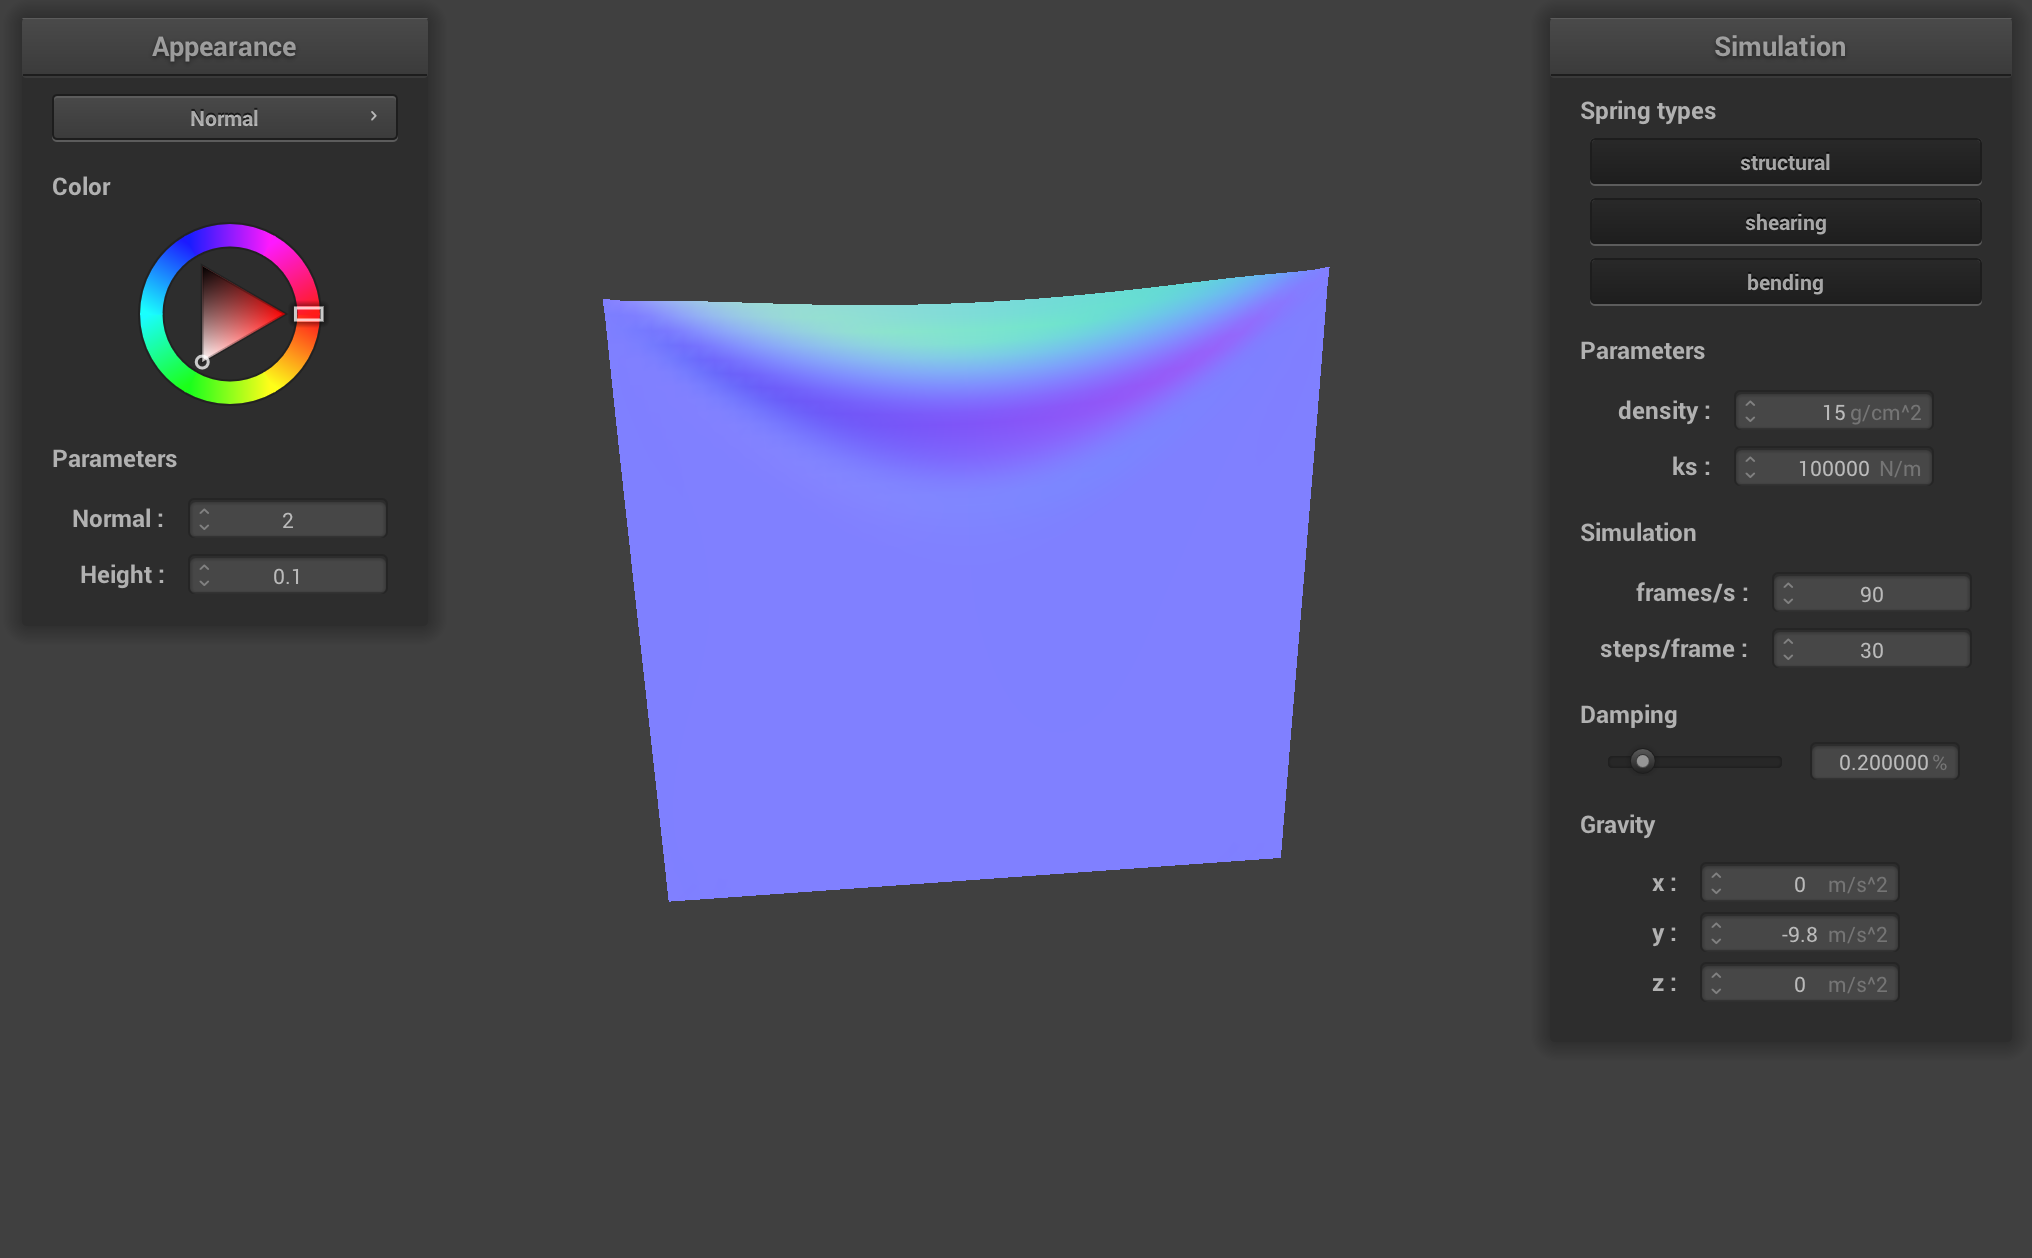 Appearance
Normal
Color
Parameters
Normal : 2
Height : 0.1
Simulation
Spring types
structural
shearing
bending
Parameters
density : 15 g/cm^2
ks : 100000 N/m
Simulation
frames/s : 90
steps/frame : 30
Damping
0.200000 %
Gravity
x : 0 m/s^2
y : -9.8 m/s^2
z : 0 m/s^2